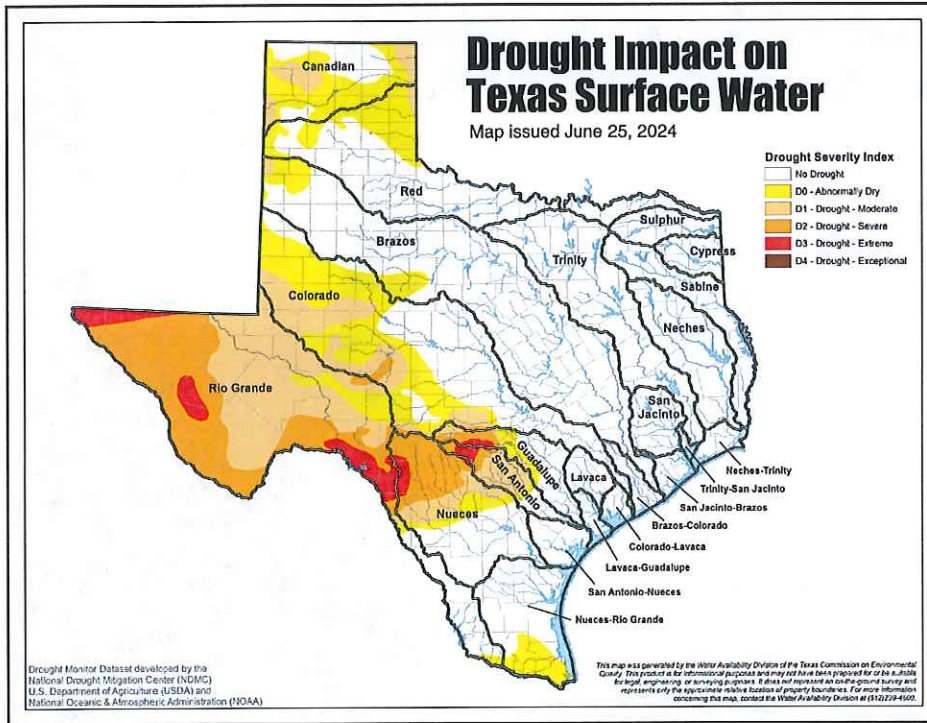 Drought Impact on
Texas Surface Water
Map issued June 25, 2024
Drought Severity Index
No Drought
D0 - Abnormally Dry
D1 - Drought - Moderate
D2 - Drought - Severe
D3 - Drought - Extreme
D4 - Drought - Exceptional
Canadian
Red
Brazos
Sulphur
Cypress
Trinity
Sabine
Colorado
Neches
Rio Grande
San
Jacinto
Guadalupe
San Antonio
Lavaca
Nueces
Neches-Trinity
Trinity-San Jacinto
San Jacinto-Brazos
Brazos-Colorado
Colorado-Lavaca
Lavaca-Guadalupe
San Antonio-Nueces
Nueces-Rio Grande
Drought Monitor Dataset developed by the
National Drought Mitigation Center (NDMC)
U.S. Department of Agriculture (USDA) and
National Oceanic & Atmospheric Administration (NOAA)
This map was generated by the Water Availability Division of the Texas Commission on Environmental
Quality. This product is for informational purposes and may not have been prepared for or be suitable
for legal, engineering, or surveying purposes. It does not represent an on-the-ground survey and
represents only the approximate relative location of property boundaries. For more information
concerning this map, contact the Water Availability Division at (512)239-4600.